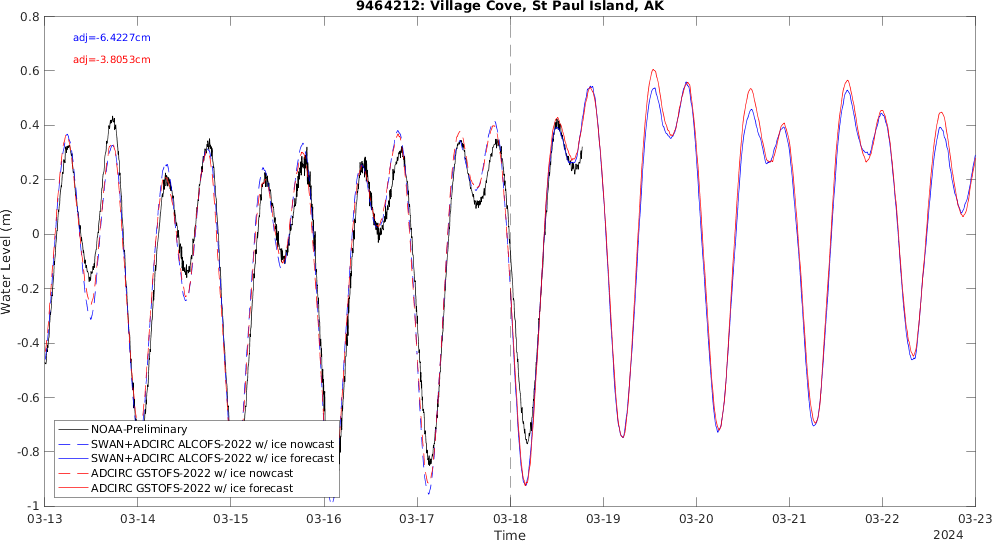 9464212: Village Cove, St Paul Island, AK
adj=-6.4227cm
adj=-3.8053cm
Water Level (m)
0.8
0.6
0.4
0.2
0
-0.2
-0.4
-0.6
-0.8
-1
NOAA-Preliminary
SWAN+ADCIRC ALCOFS-2022 w/ ice nowcast
SWAN+ADCIRC ALCOFS-2022 w/ ice forecast
ADCIRC GSTOFS-2022 w/ ice nowcast
ADCIRC GSTOFS-2022 w/ ice forecast
03-13 03-14 03-15 03-16 03-17 03-18 03-19 03-20 03-21 03-22 03-23
Time
2024